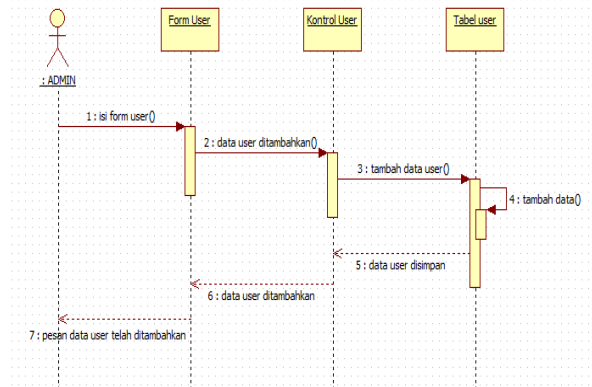 Form User
Kontrol User
Tabel user
: ADMIN
1 : isi form user()
2 : data user ditambahkan()
3 : tambah data user()
4 : tambah data()
5 : data user disimpan
6 : data user ditambahkan
7 : pesan data user telah ditambahkan